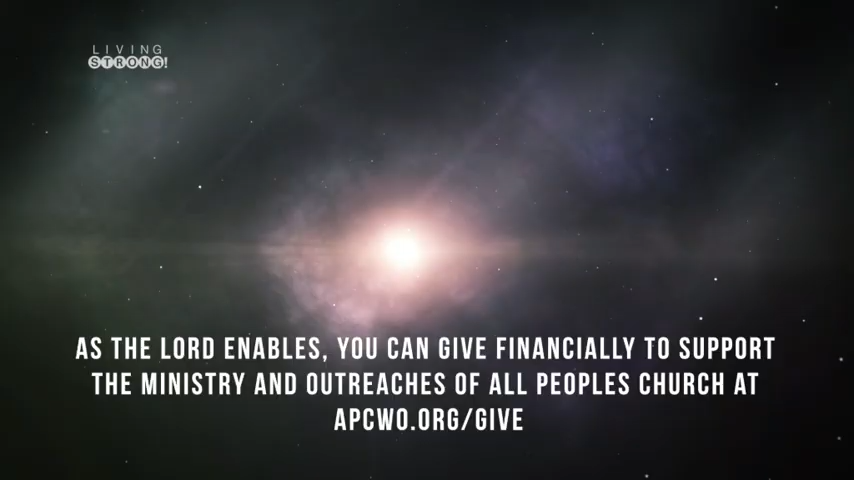 LIVING
STRONG!
AS THE LORD ENABLES, YOU CAN GIVE FINANCIALLY TO SUPPORT
THE MINISTRY AND OUTREACHES OF ALL PEOPLES CHURCH AT
APCWO.ORG/GIVE